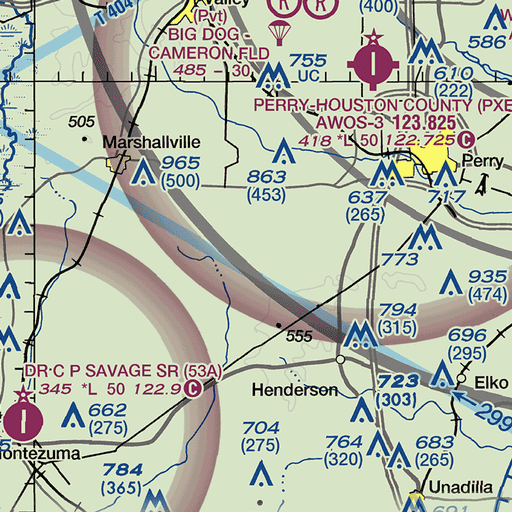 T 404
Valley
(Pvt)
BIG DOG -
CAMERON FLD
485 - 30
R R
(400)
586
755
UC
610
(222)
PERRY-HOUSTON COUNTY (PXE
AWOS-3 123.825
418 *L 50 122.725 C
505
Marshallville
965
(500)
863
(453)
Perry
637
(265)
717
773
935
(474)
794
(315)
555
696
(295)
DR C P SAVAGE SR (53A)
345 *L 50 122.9 C
Henderson
723
(303)
Elko
299
662
(275)
704
(275)
764
(320)
683
(265)
ontezuma
784
(365)
Unadilla